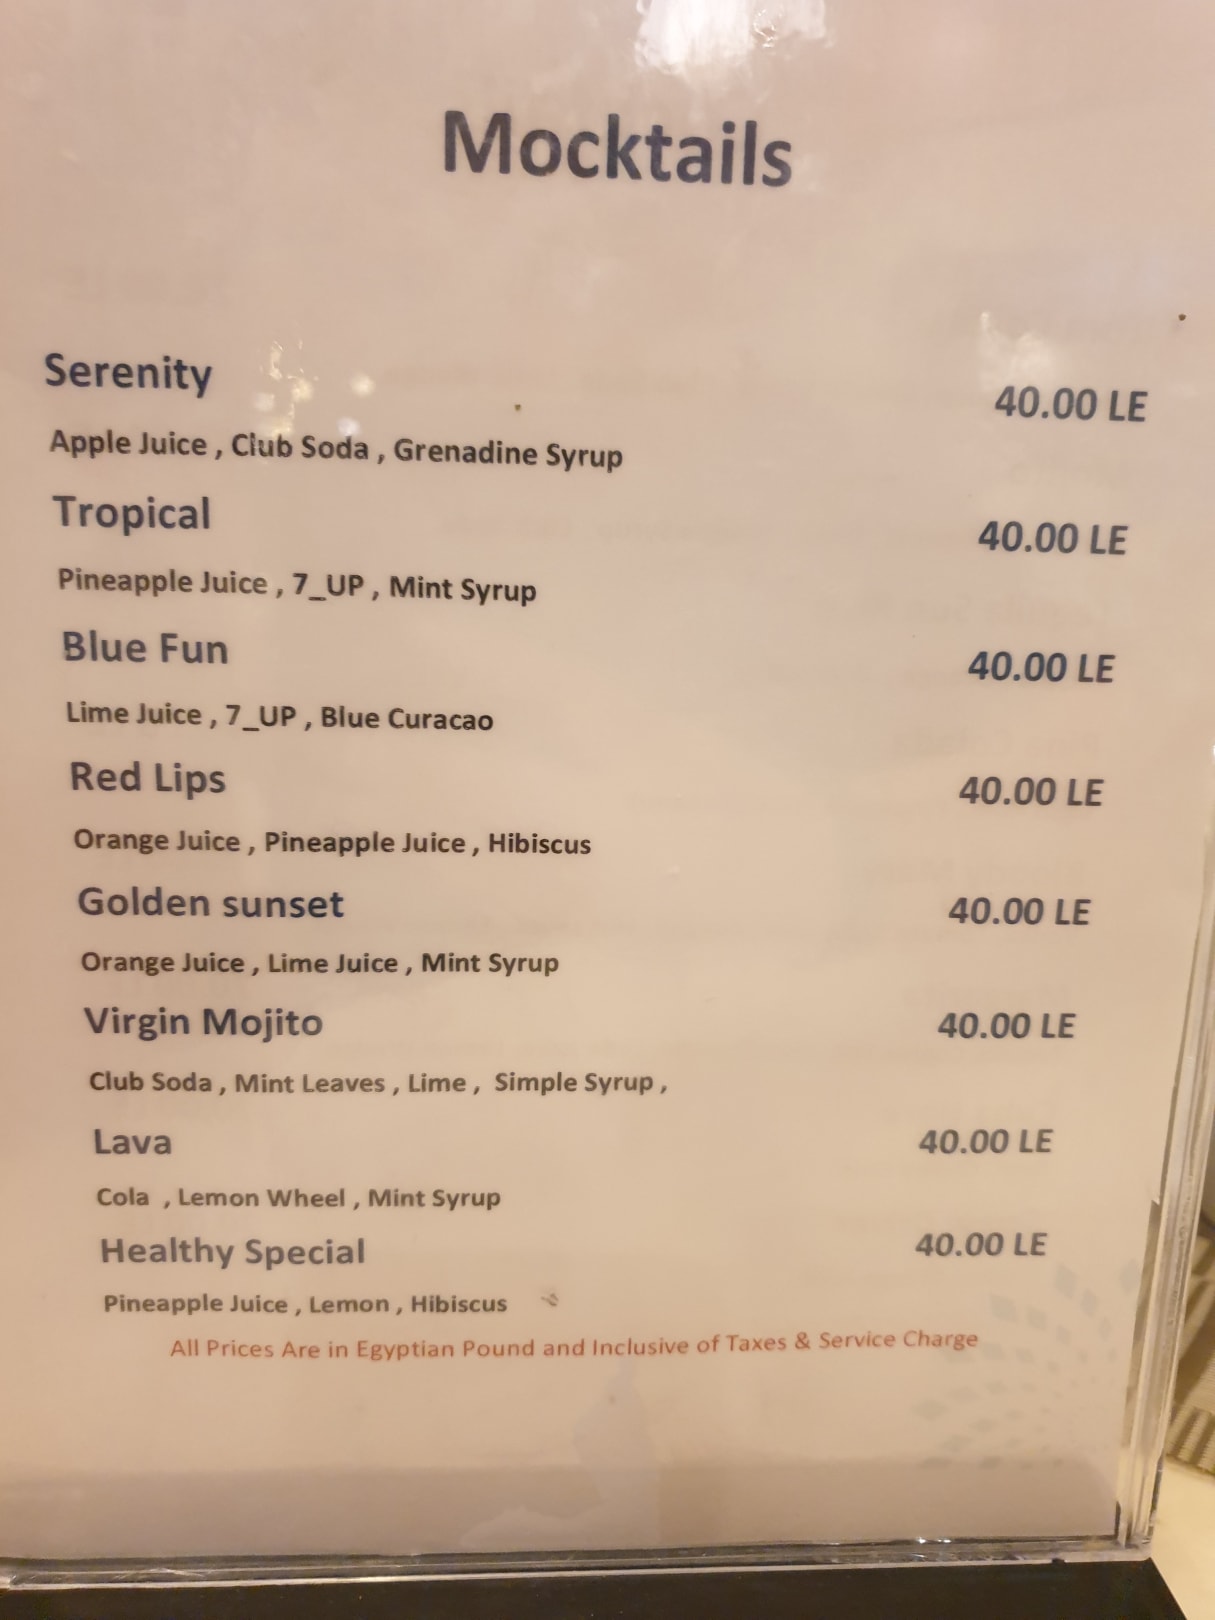 Mocktails
Serenity 40.00 LE
Apple Juice , Club Soda , Grenadine Syrup
Tropical 40.00 LE
Pineapple Juice , 7_UP , Mint Syrup
Blue Fun 40.00 LE
Lime Juice , 7_UP , Blue Curacao
Red Lips 40.00 LE
Orange Juice , Pineapple Juice , Hibiscus
Golden sunset 40.00 LE
Orange Juice , Lime Juice , Mint Syrup
Virgin Mojito 40.00 LE
Club Soda , Mint Leaves , Lime , Simple Syrup ,
Lava 40.00 LE
Cola , Lemon Wheel , Mint Syrup
Healthy Special 40.00 LE
Pineapple Juice , Lemon , Hibiscus
All Prices Are in Egyptian Pound and Inclusive of Taxes & Service Charge